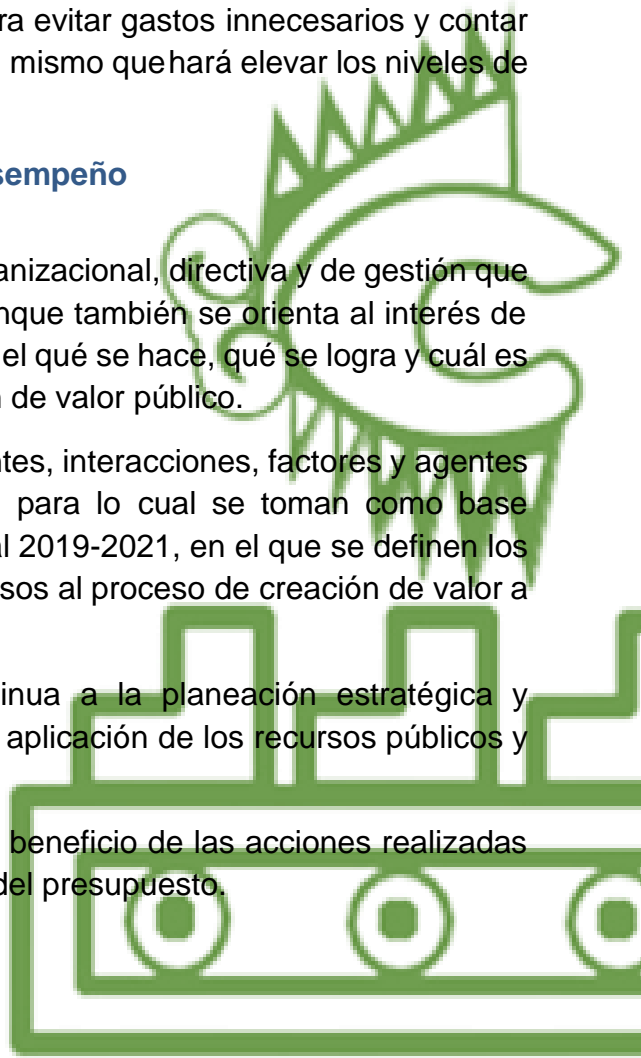 ra evitar gastos innecesarios y contar
mismo quehará elevar los niveles de
sempeño
anizacional, directiva y de gestión que
nque también se orienta al interés de
el qué se hace, qué se logra y cuál es
n de valor público.
ntes, interacciones, factores y agentes
para lo cual se toman como base
al 2019-2021, en el que se definen los
sos al proceso de creación de valor a
inua a la planeación estratégica y
aplicación de los recursos públicos y
beneficio de las acciones realizadas
del presupuesto.